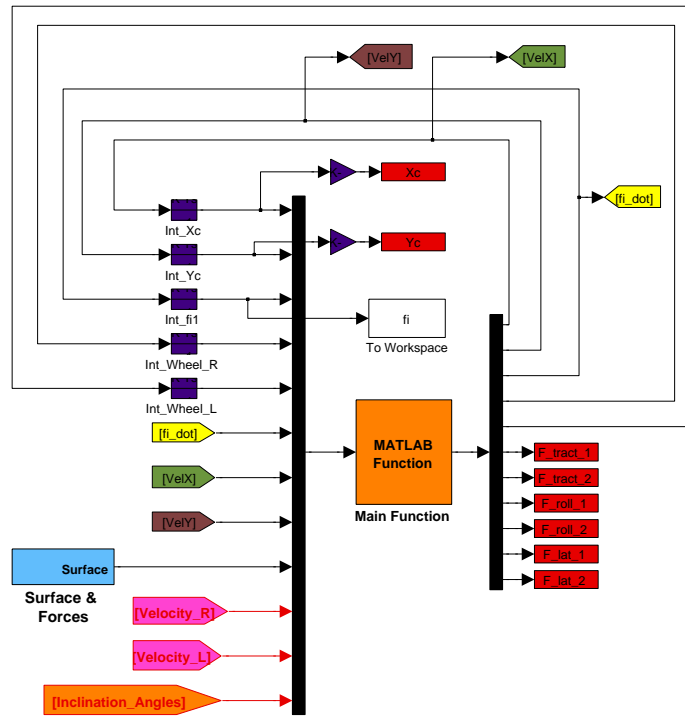 [VelY]
[VelX]
Xc
[fi_dot]
Int_Xc
Yc
Int_Yc
Int_fi1
fi
To Workspace
Int_Wheel_R
Int_Wheel_L
[fi_dot]
MATLAB
Function
Main Function
F_tract_1
[VelX]
F_tract_2
F_roll_1
[VelY]
F_roll_2
F_lat_1
Surface
F_lat_2
Surface &
Forces
[Velocity_R]
[Velocity_L]
[Inclination_Angles]